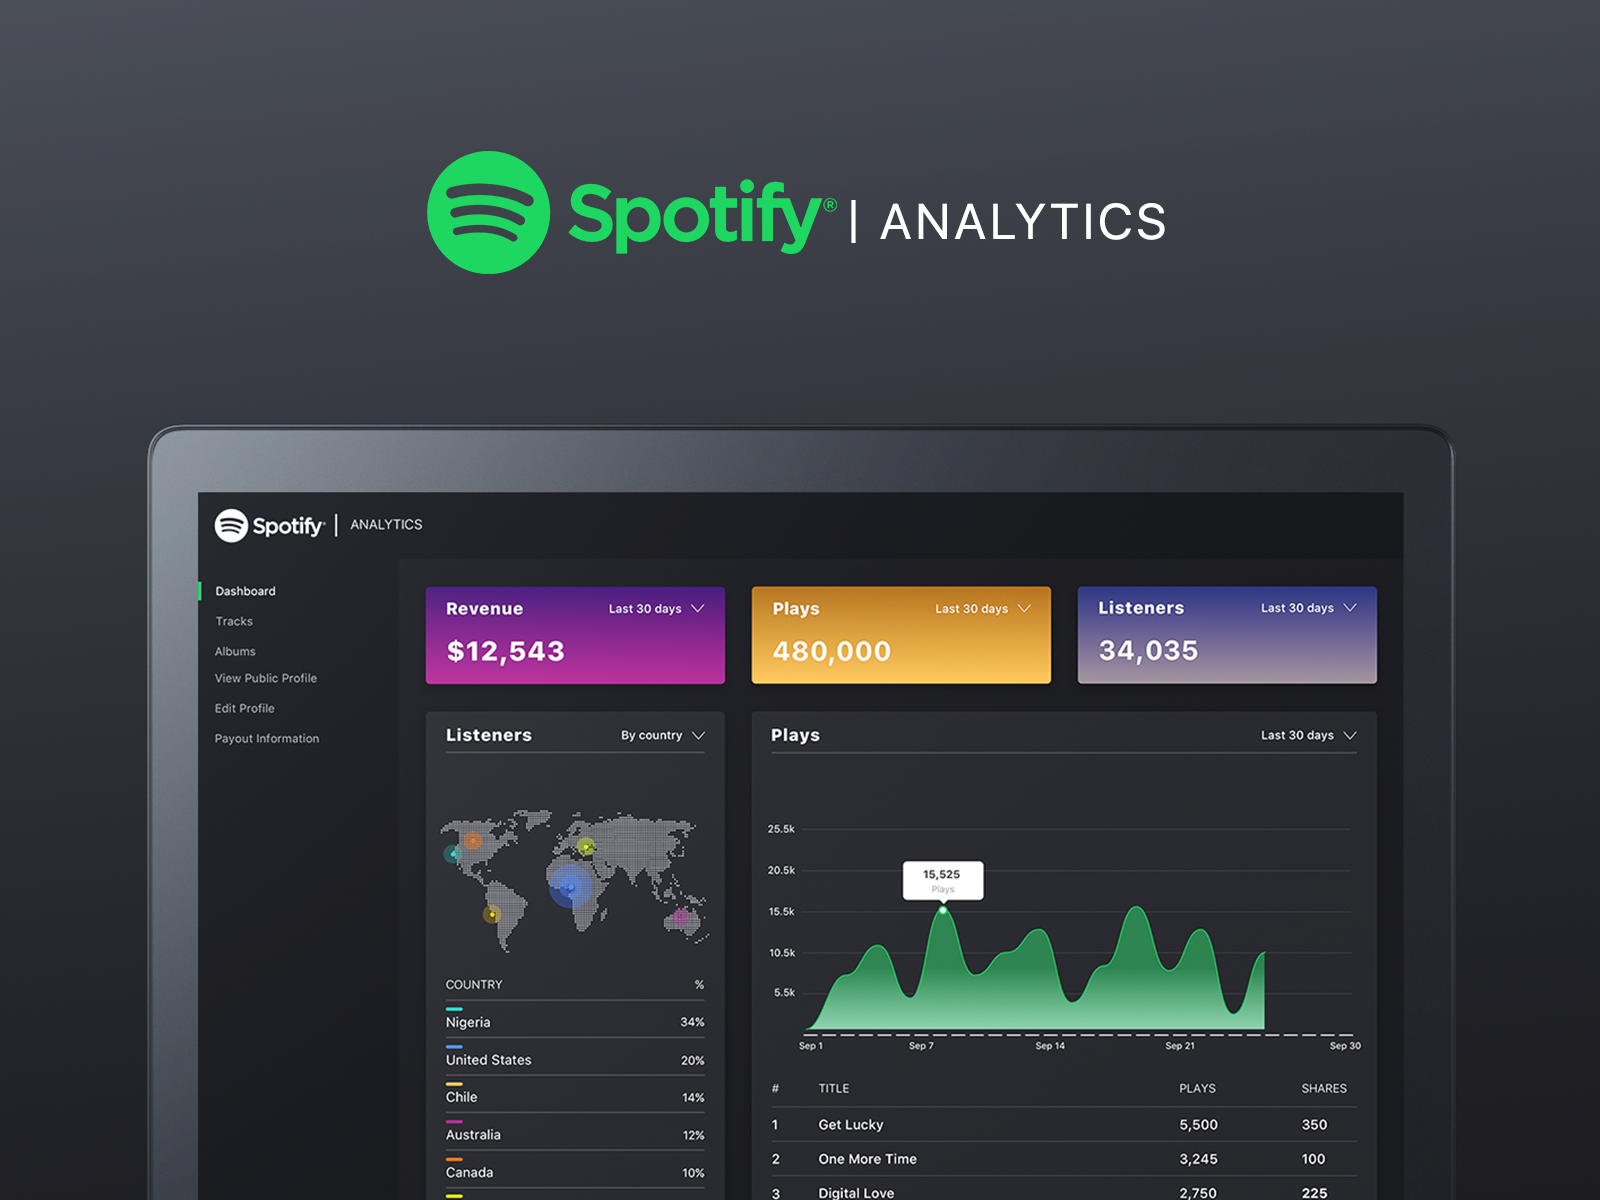 Spotify® | ANALYTICS
Spotify® | ANALYTICS
Dashboard
Tracks
Albums
View Public Profile
Edit Profile
Payout Information
Revenue Last 30 days
$12,543
Plays Last 30 days
480,000
Listeners Last 30 days
34,035
Listeners By country
COUNTRY %
Nigeria 34%
United States 20%
Chile 14%
Australia 12%
Canada 10%
Plays Last 30 days
25.5k
20.5k
15.5k
10.5k
5.5k
15,525
Plays
Sep 1 Sep 7 Sep 14 Sep 21 Sep 30
# TITLE PLAYS SHARES
1 Get Lucky 5,500 350
2 One More Time 3,245 100
3 Digital Love 2,750 225